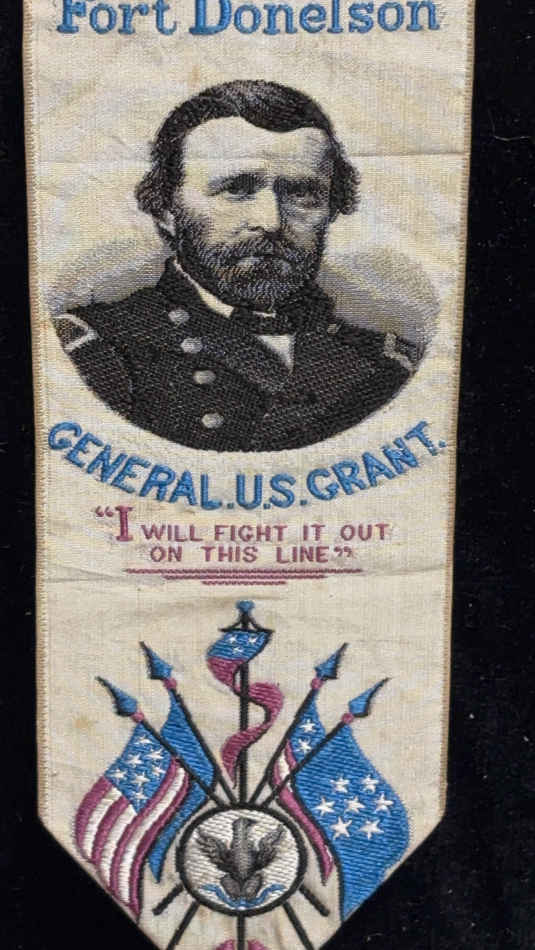 Fort Donelson
GENERAL.U.S.GRANT.
“I WILL FIGHT IT OUT
ON THIS LINE”